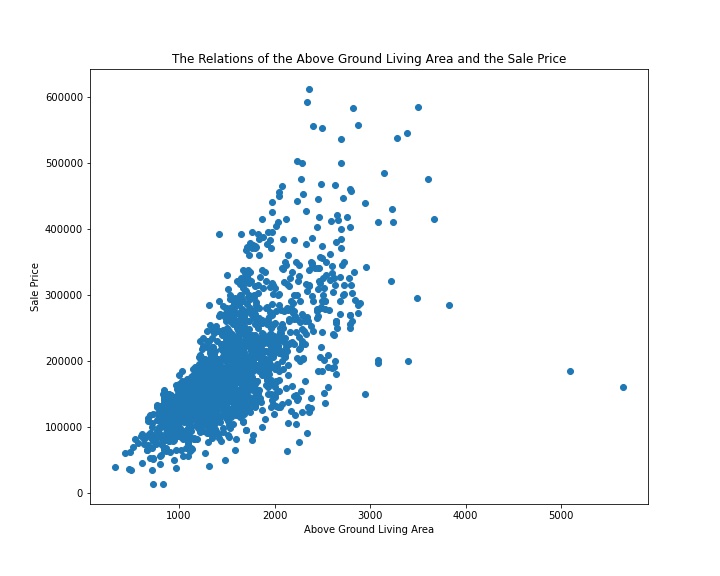 The Relations of the Above Ground Living Area and the Sale Price
600000
500000
400000
300000
200000
100000
0
Sale Price
1000 2000 3000 4000 5000
Above Ground Living Area